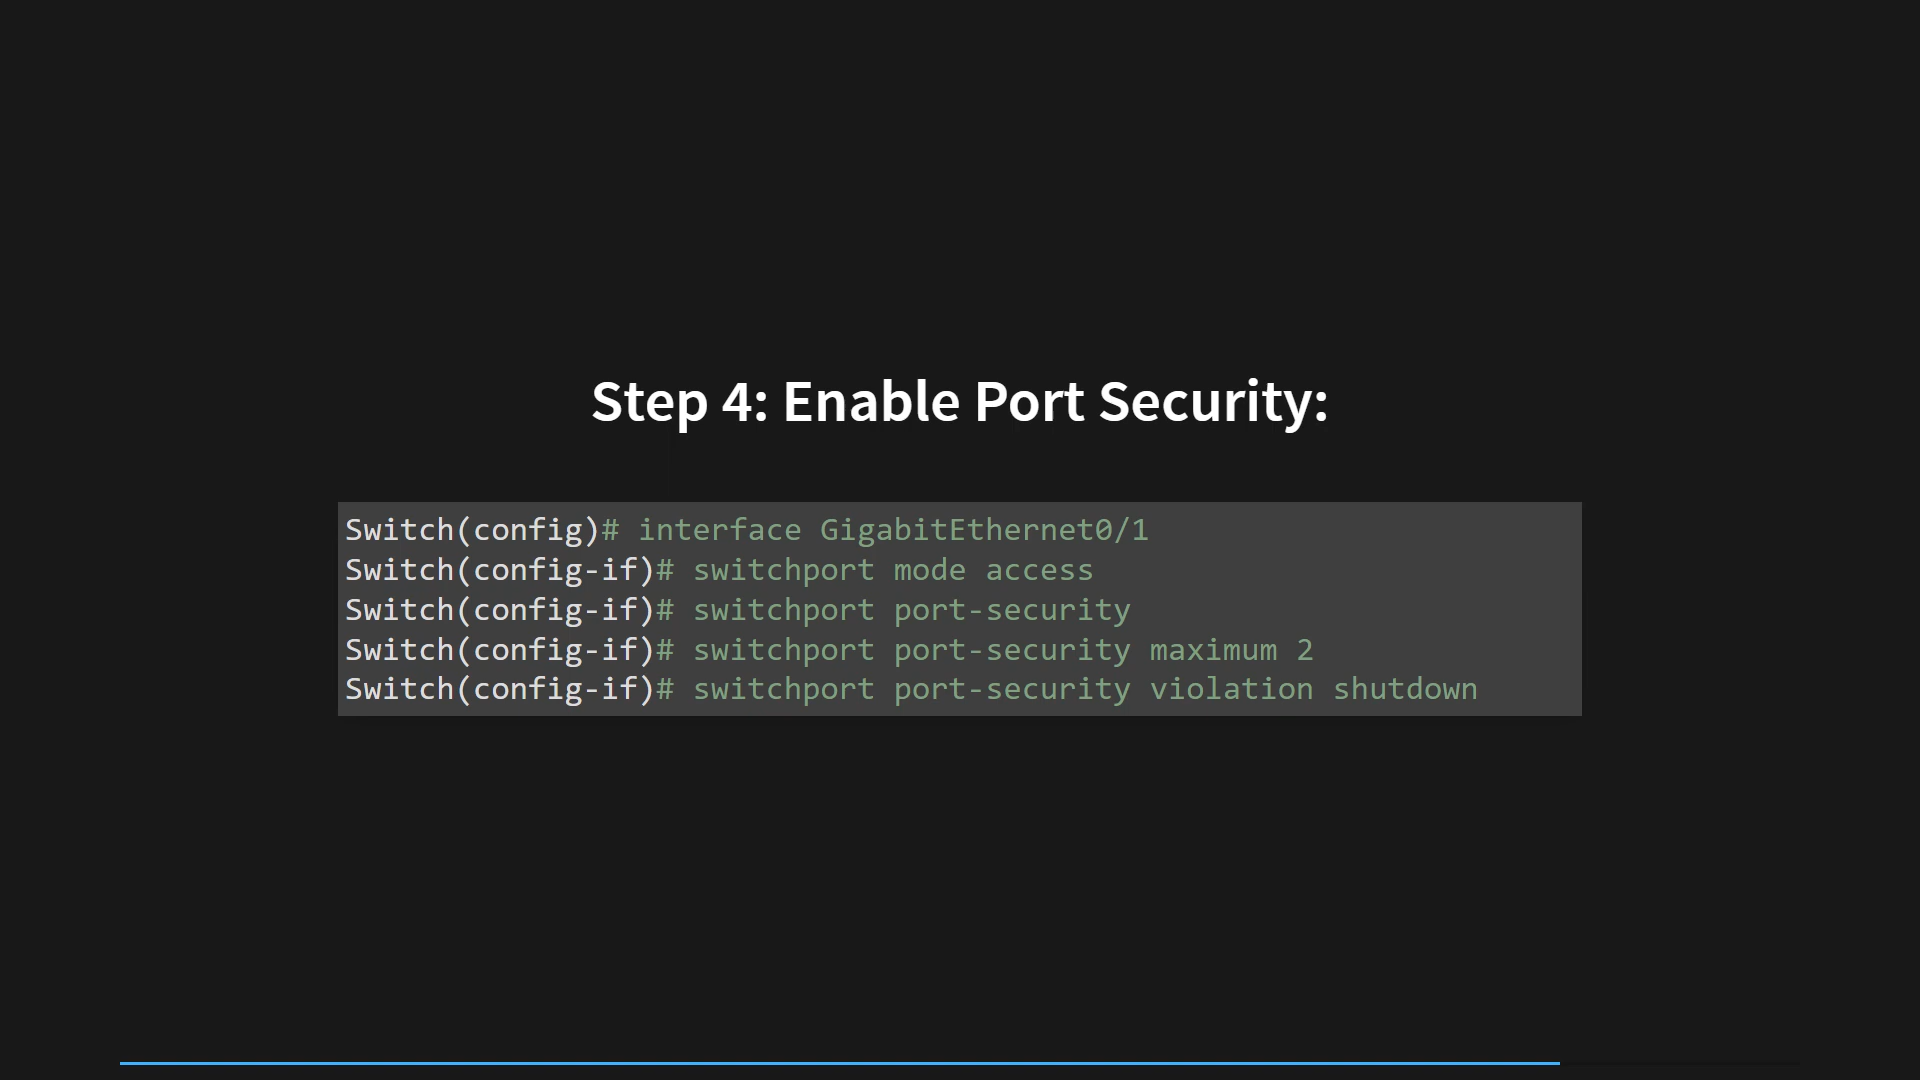 Step 4: Enable Port Security:
Switch(config)# interface GigabitEthernet0/1
Switch(config-if)# switchport mode access
Switch(config-if)# switchport port-security
Switch(config-if)# switchport port-security maximum 2
Switch(config-if)# switchport port-security violation shutdown